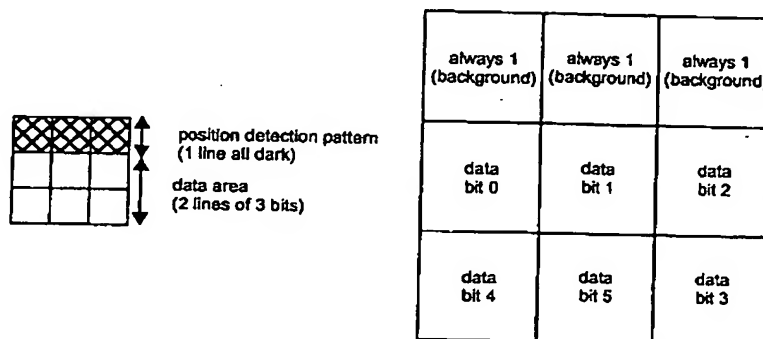 position detection pattern
(1 line all dark)
data area
(2 lines of 3 bits)
always 1
(background)
always 1
(background)
always 1
(background)
data
bit 0
data
bit 1
data
bit 2
data
bit 4
data
bit 5
data
bit 3